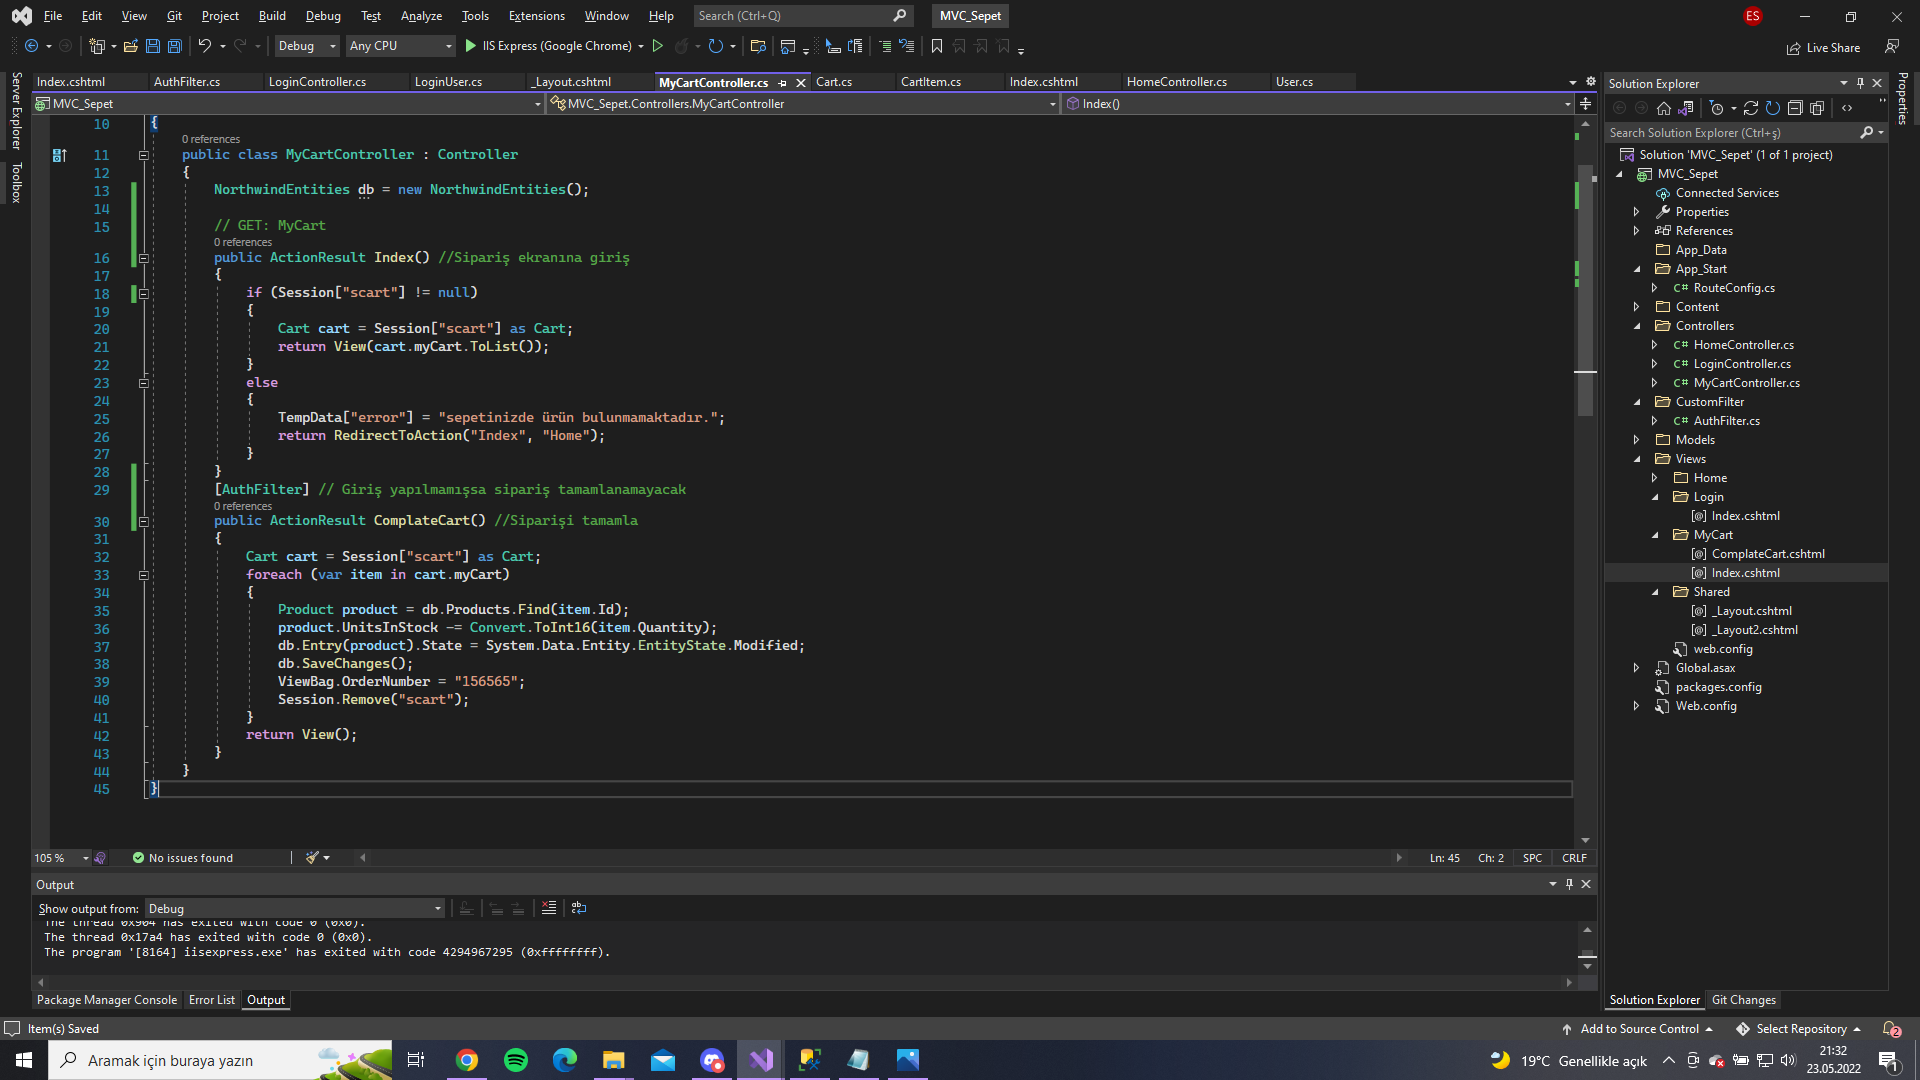 File Edit View Git Project Build Debug Test Analyze Tools Extensions Window Help Search (Ctrl+Q) MVC_Sepet ES
Debug Any CPU IIS Express (Google Chrome) Live Share
Index.cshtml AuthFilter.cs LoginController.cs LoginUser.cs _Layout.cshtml MyCartController.cs Cart.cs CartItem.cs Index.cshtml HomeController.cs User.cs
MVC_Sepet MVC_Sepet.Controllers.MyCartController Index()
Server Explorer
Toolbox
10 {
0 references
11 public class MyCartController : Controller
12 {
13 NorthwindEntities db = new NorthwindEntities();
14
15 // GET: MyCart
0 references
16 public ActionResult Index() //Sipariş ekranına giriş
17 {
18 if (Session["scart"] != null)
19 {
20 Cart cart = Session["scart"] as Cart;
21 return View(cart.myCart.ToList());
22 }
23 else
24 {
25 TempData["error"] = "sepetinizde ürün bulunmamaktadır.";
26 return RedirectToAction("Index", "Home");
27 }
28 }
29 [AuthFilter] // Giriş yapılmamışsa sipariş tamamlanamayacak
0 references
30 public ActionResult ComplateCart() //Siparişi tamamla
31 {
32 Cart cart = Session["scart"] as Cart;
33 foreach (var item in cart.myCart)
34 {
35 Product product = db.Products.Find(item.Id);
36 product.UnitsInStock -= Convert.ToInt16(item.Quantity);
37 db.Entry(product).State = System.Data.Entity.EntityState.Modified;
38 db.SaveChanges();
39 ViewBag.OrderNumber = "156565";
40 Session.Remove("scart");
41 }
42 return View();
43 }
44 }
45 }
105 % No issues found Ln: 45 Ch: 2 SPC CRLF
Output
Show output from: Debug
The thread 0x904 has exited with code 0 (0x0).
The thread 0x17a4 has exited with code 0 (0x0).
The program '[8164] iisexpress.exe' has exited with code 4294967295 (0xffffffff).
Package Manager Console Error List Output
Solution Explorer
Search Solution Explorer (Ctrl+ş)
Solution 'MVC_Sepet' (1 of 1 project)
MVC_Sepet
Connected Services
Properties
References
App_Data
App_Start
C# RouteConfig.cs
Content
Controllers
C# HomeController.cs
C# LoginController.cs
C# MyCartController.cs
CustomFilter
C# AuthFilter.cs
Models
Views
Home
Login
Index.cshtml
MyCart
ComplateCart.cshtml
Index.cshtml
Shared
_Layout.cshtml
_Layout2.cshtml
web.config
Global.asax
packages.config
Web.config
Solution Explorer Git Changes
Properties
Item(s) Saved Add to Source Control Select Repository 2
Aramak için buraya yazın 19°C Genellikle açık 21:32
23.05.2022 1